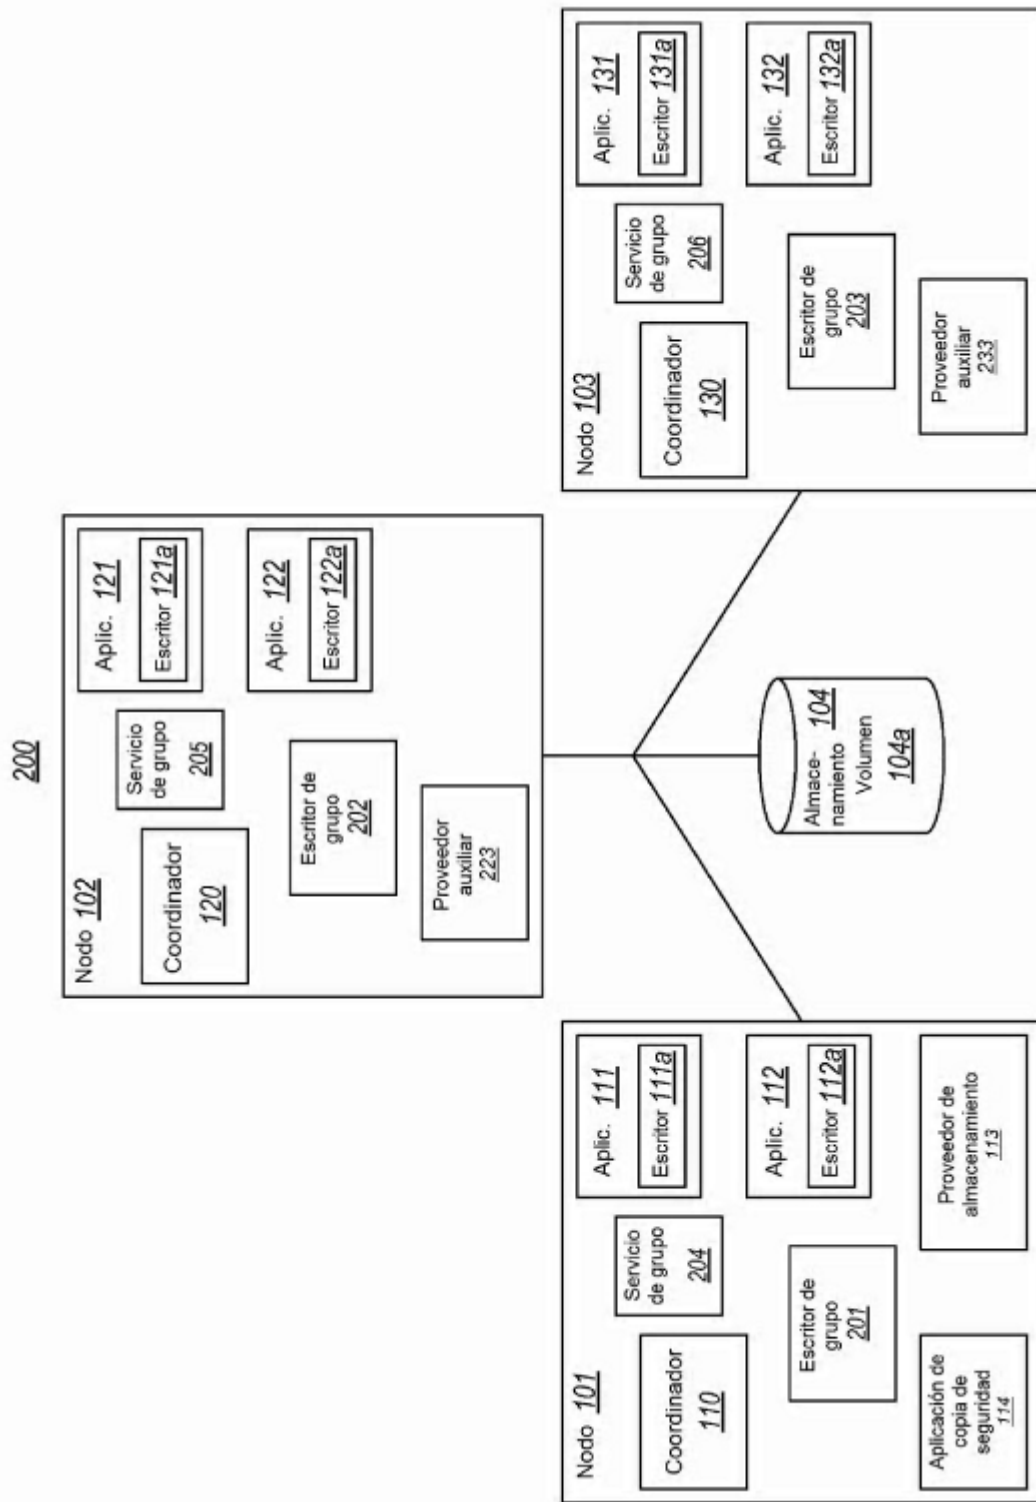 200
Nodo 102
Coordinador
120
Servicio
de grupo
205
Aplic. 121
Escritor 121a
Escritor de
grupo
202
Aplic. 122
Escritor 122a
Proveedor
auxiliar
223
Nodo 101
Coordinador
110
Servicio
de grupo
204
Aplic. 111
Escritor 111a
Escritor de
grupo
201
Aplic. 112
Escritor 112a
Aplicación de
copia de
seguridad
114
Proveedor de
almacenamiento
113
Almace-
namiento 104
Volumen
104a
Nodo 103
Coordinador
130
Servicio
de grupo
206
Aplic. 131
Escritor 131a
Escritor de
grupo
203
Aplic. 132
Escritor 132a
Proveedor
auxiliar
233